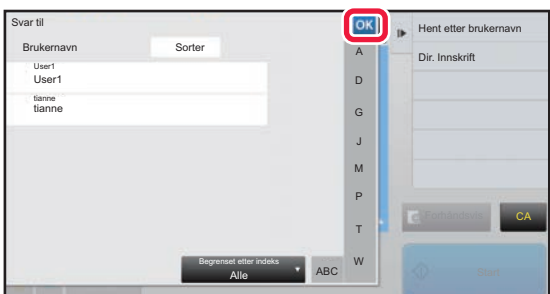 Svar til
OK
Brukernavn
Sorter
User1
User1
tianne
tianne
A
D
G
J
M
P
T
W
Begrenset etter indeks
Alle
ABC
Hent etter brukernavn
Dir. Innskrift
CA
Start